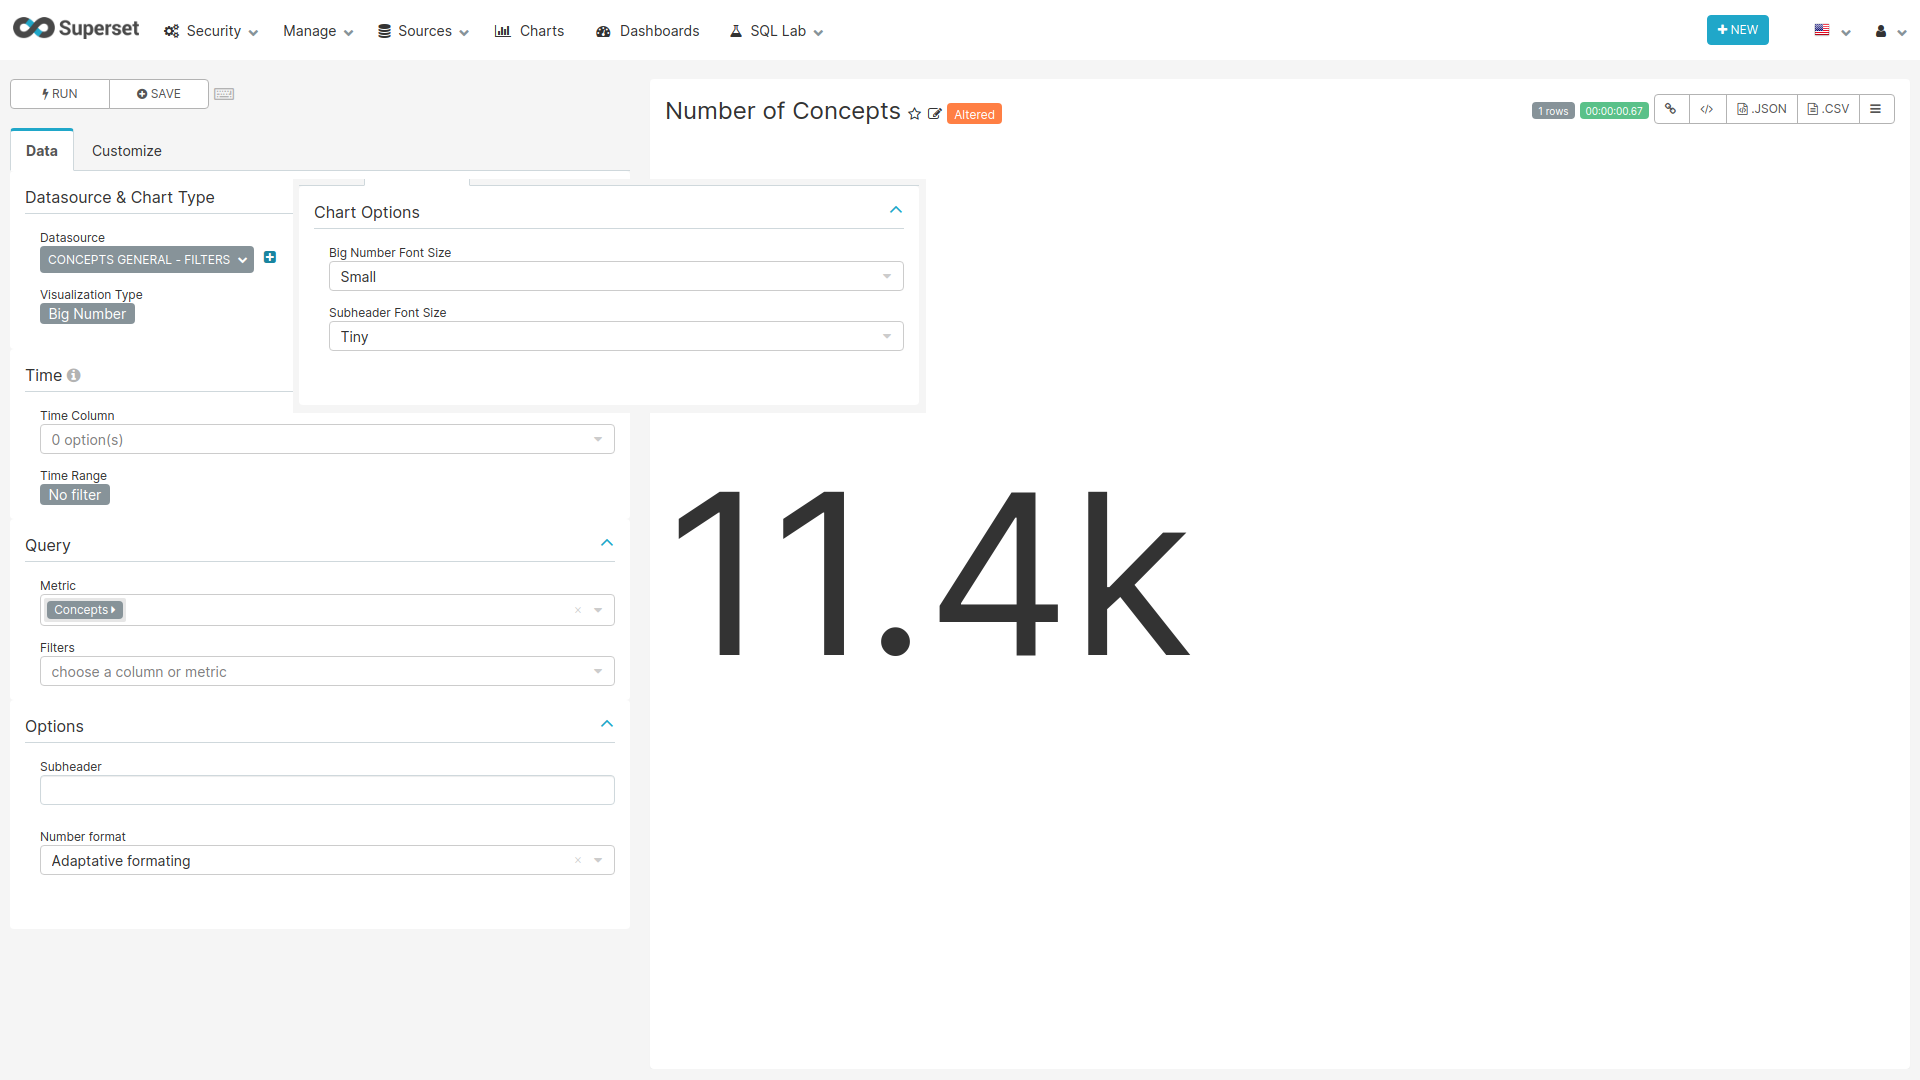 Superset Security Manage Sources Charts Dashboards SQL Lab NEW
RUN SAVE
Number of Concepts Altered 1 rows 00:00:00.67 </> .JSON .CSV
Data Customize
Datasource & Chart Type
Datasource
CONCEPTS GENERAL - FILTERS
Visualization Type
Big Number
Chart Options
Big Number Font Size
Small
Subheader Font Size
Tiny
Time
Time Column
0 option(s)
Time Range
No filter
Query
Metric
Concepts
Filters
choose a column or metric
Options
Subheader
Number format
Adaptative formating
11.4k